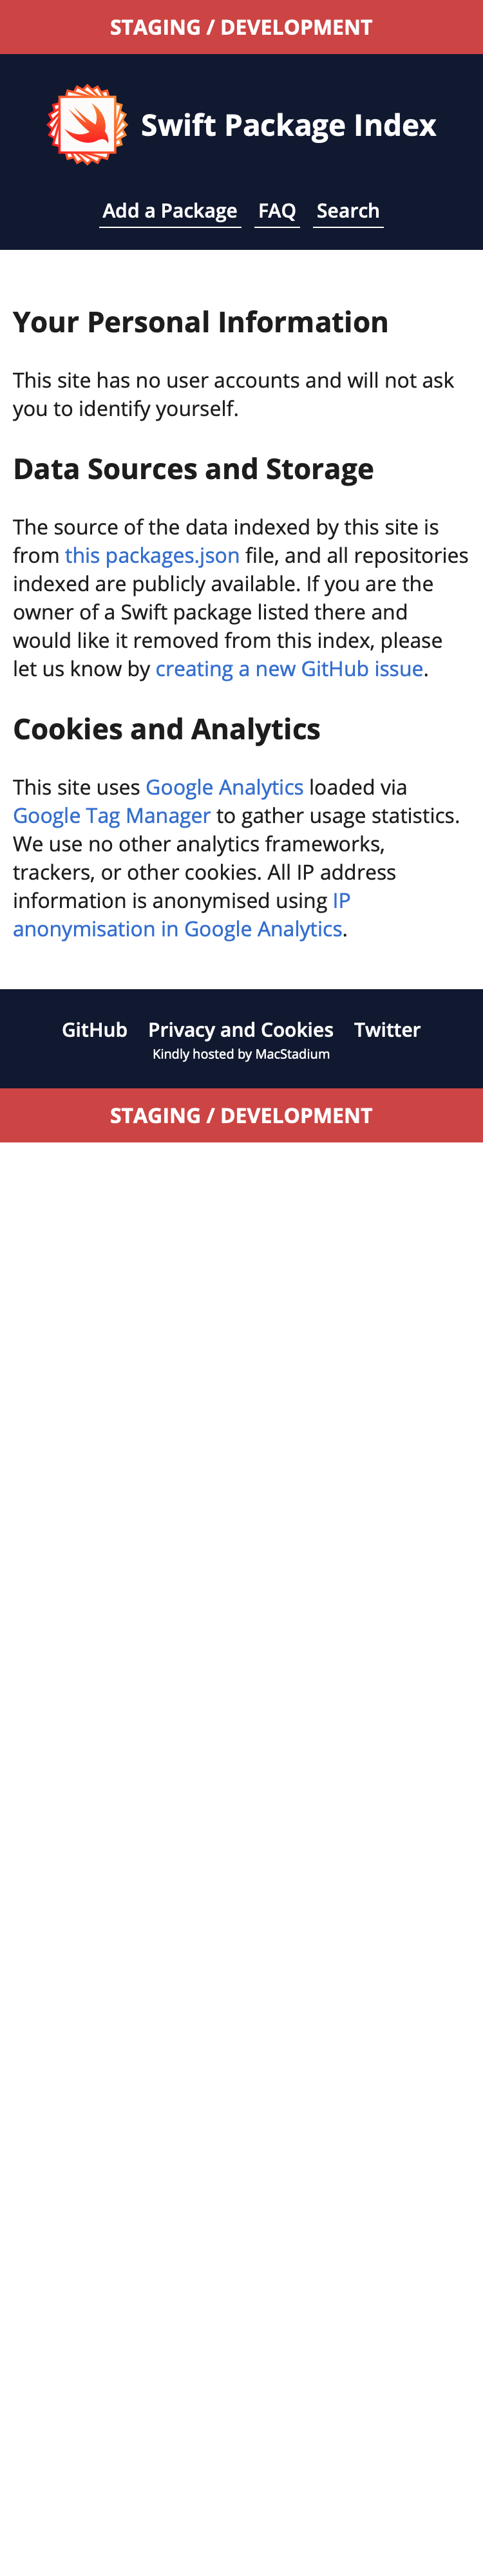 STAGING / DEVELOPMENT
Swift Package Index
Add a Package FAQ Search
Your Personal Information
This site has no user accounts and will not ask
you to identify yourself.
Data Sources and Storage
The source of the data indexed by this site is
from this packages.json file, and all repositories
indexed are publicly available. If you are the
owner of a Swift package listed there and
would like it removed from this index, please
let us know by creating a new GitHub issue.
Cookies and Analytics
This site uses Google Analytics loaded via
Google Tag Manager to gather usage statistics.
We use no other analytics frameworks,
trackers, or other cookies. All IP address
information is anonymised using IP
anonymisation in Google Analytics.
GitHub Privacy and Cookies Twitter
Kindly hosted by MacStadium
STAGING / DEVELOPMENT